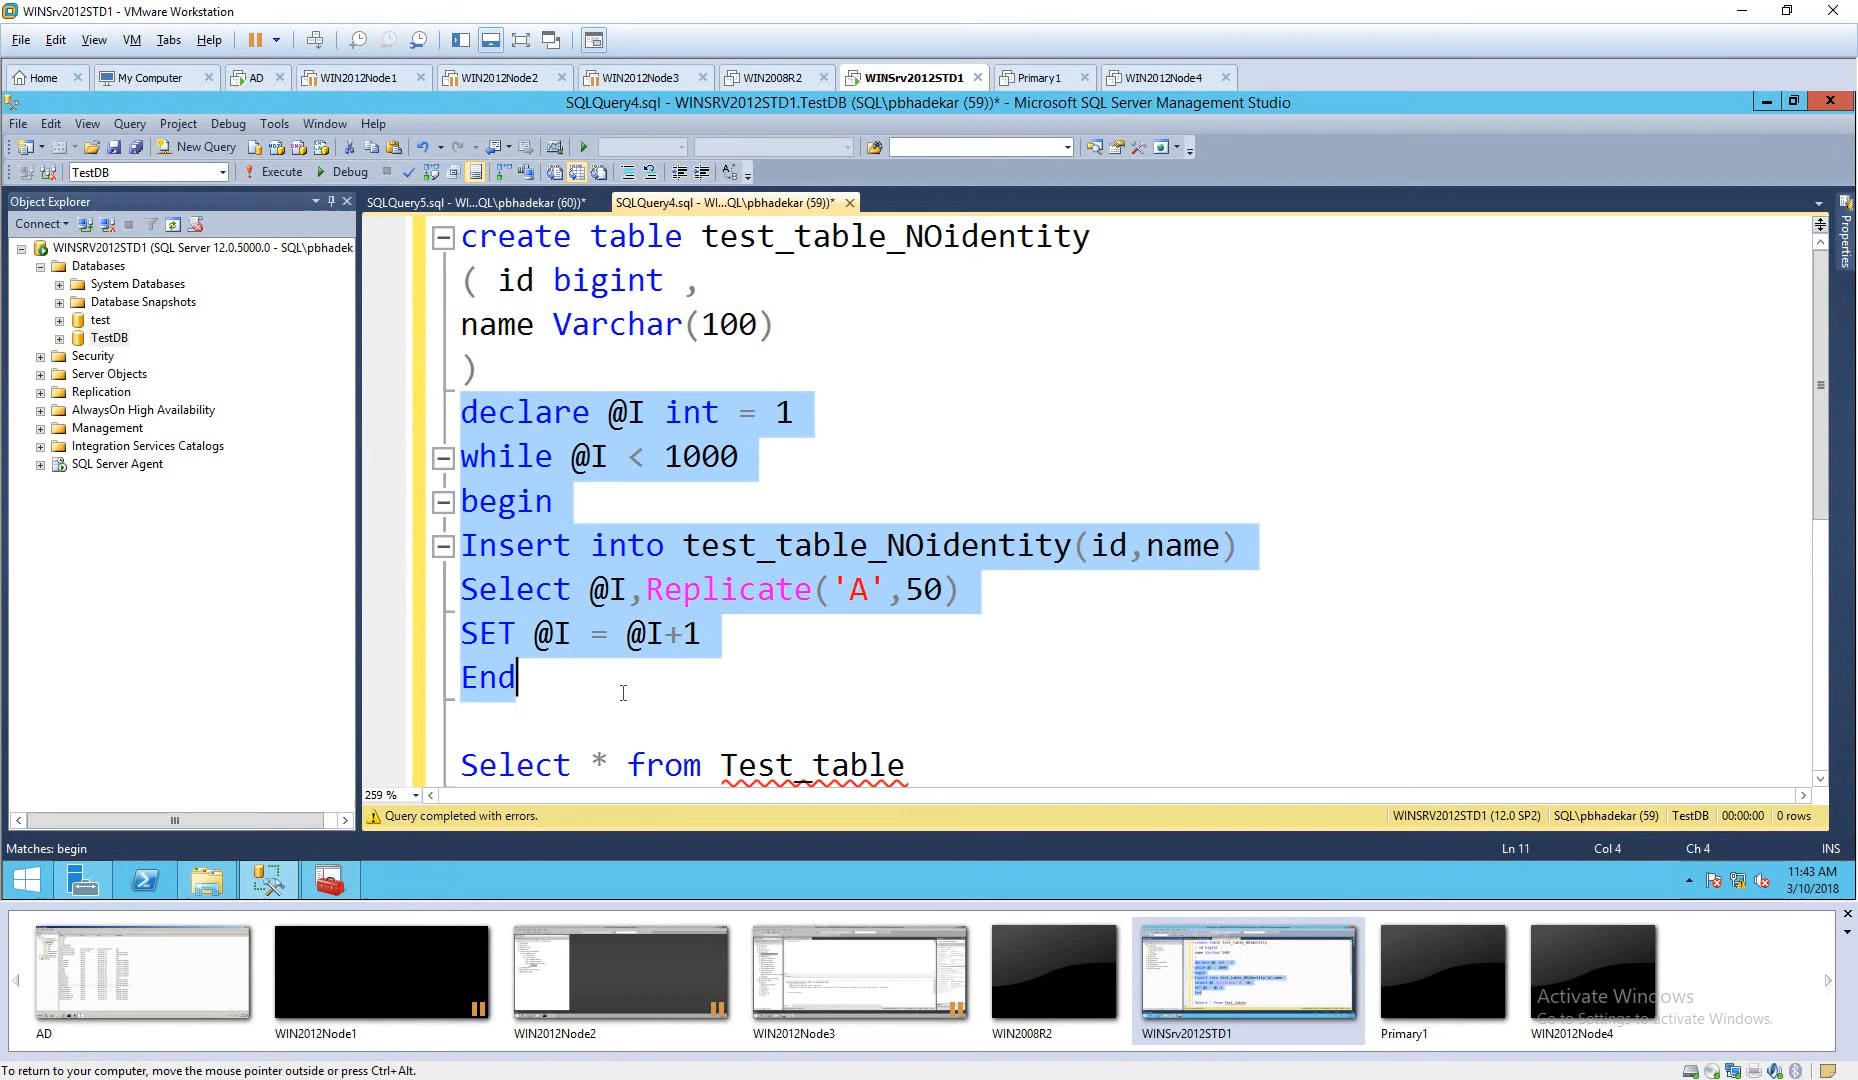 WINSrv2012STD1 - VMware Workstation
File Edit View VM Tabs Help
Home My Computer AD WIN2012Node1 WIN2012Node2 WIN2012Node3 WIN2008R2 WINSrv2012STD1 Primary1 WIN2012Node4
SQLQuery4.sql - WINSRV2012STD1.TestDB (SQL\pbhadekar (59))* - Microsoft SQL Server Management Studio
File Edit View Query Project Debug Tools Window Help
New Query
TestDB Execute Debug
Object Explorer
Connect
WINSRV2012STD1 (SQL Server 12.0.5000.0 - SQL\pbhadek
Databases
System Databases
Database Snapshots
test
TestDB
Security
Server Objects
Replication
AlwaysOn High Availability
Management
Integration Services Catalogs
SQL Server Agent
SQLQuery5.sql - WI...QL\pbhadekar (60))* SQLQuery4.sql - WI...QL\pbhadekar (59))*
create table test_table_NOidentity
( id bigint ,
name Varchar(100)
)
declare @I int = 1
while @I < 1000
begin
Insert into test_table_NOidentity(id,name)
Select @I,Replicate('A',50)
SET @I = @I+1
End
Select * from Test_table
Properties
259 %
Query completed with errors. WINSRV2012STD1 (12.0 SP2) SQL\pbhadekar (59) TestDB 00:00:00 0 rows
Matches: begin Ln 11 Col 4 Ch 4 INS
11:43 AM
3/10/2018
AD WIN2012Node1 WIN2012Node2 WIN2012Node3 WIN2008R2 WINSrv2012STD1 Primary1 WIN2012Node4
Activate Windows
Go to Settings to activate Windows.
To return to your computer, move the mouse pointer outside or press Ctrl+Alt.